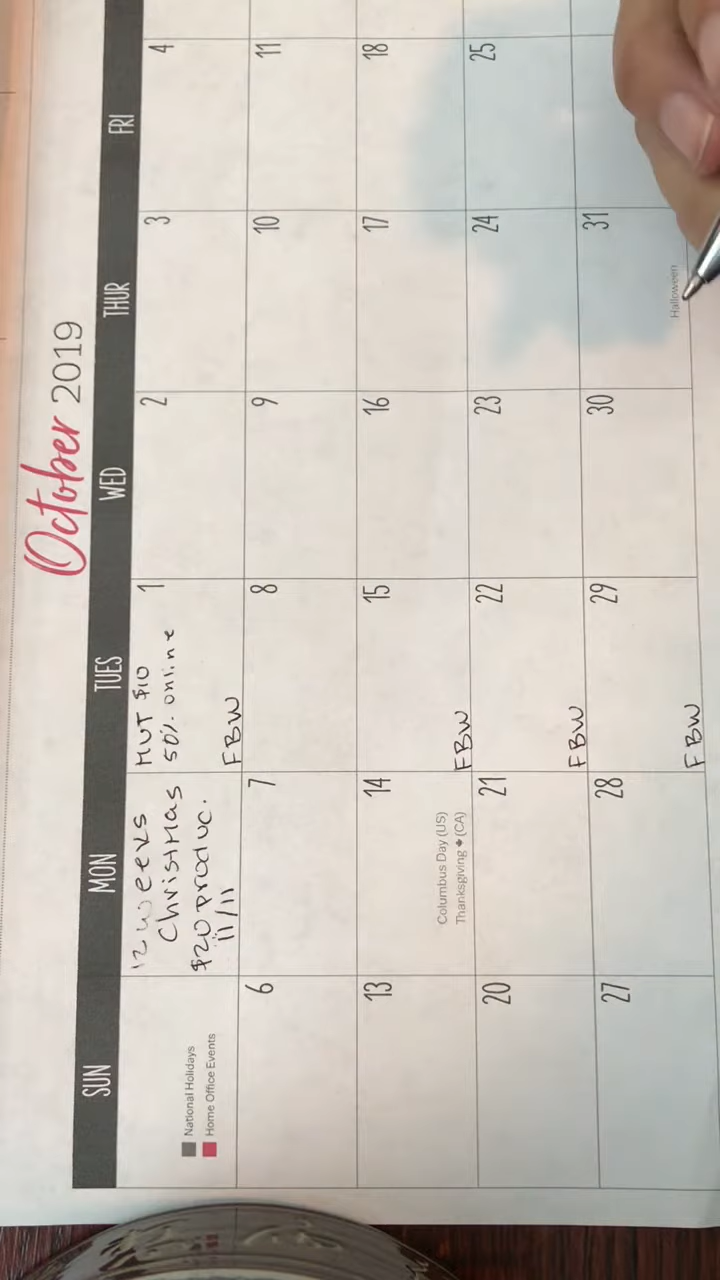 October 2019
SUN MON TUES WED THUR FRI
National Holidays
Home Office Events
12 weeks
Christmas
$20 produc.
11/11
1
MUT $10
50% online
FBW
2 3 4
6 7 8 9 10 11
13 14 15 16 17 18
Columbus Day (US)
Thanksgiving (CA)
FBW
20 21 22 23 24 25
FBW
27 28 29 30 31
FBW
Halloween